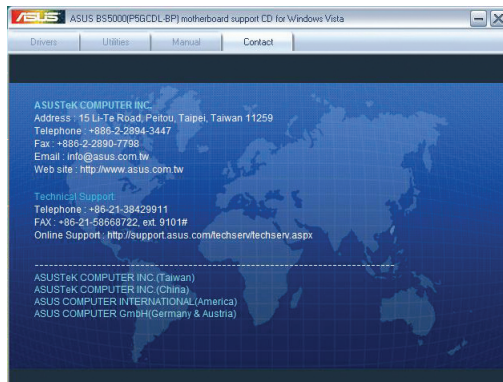 ASUS ASUS BS5000(P5GCDL-BP) motherboard support CD for Windows Vista
Drivers Utilities Manual Contact
ASUSTeK COMPUTER INC.
Address : 15 Li-Te Road, Peitou, Taipei, Taiwan 11259
Telephone : +886-2-2894-3447
Fax : +886-2-2890-7798
Email : info@asus.com.tw
Web site : http://www.asus.com.tw
Technical Support
Telephone : +86-21-38429911
FAX : +86-21-58668722, ext. 9101#
Online Support : http://support.asus.com/techserv/techserv.aspx
ASUSTeK COMPUTER INC.(Taiwan)
ASUSTeK COMPUTER INC.(China)
ASUS COMPUTER INTERNATIONAL(America)
ASUS COMPUTER GmbH(Germany & Austria)